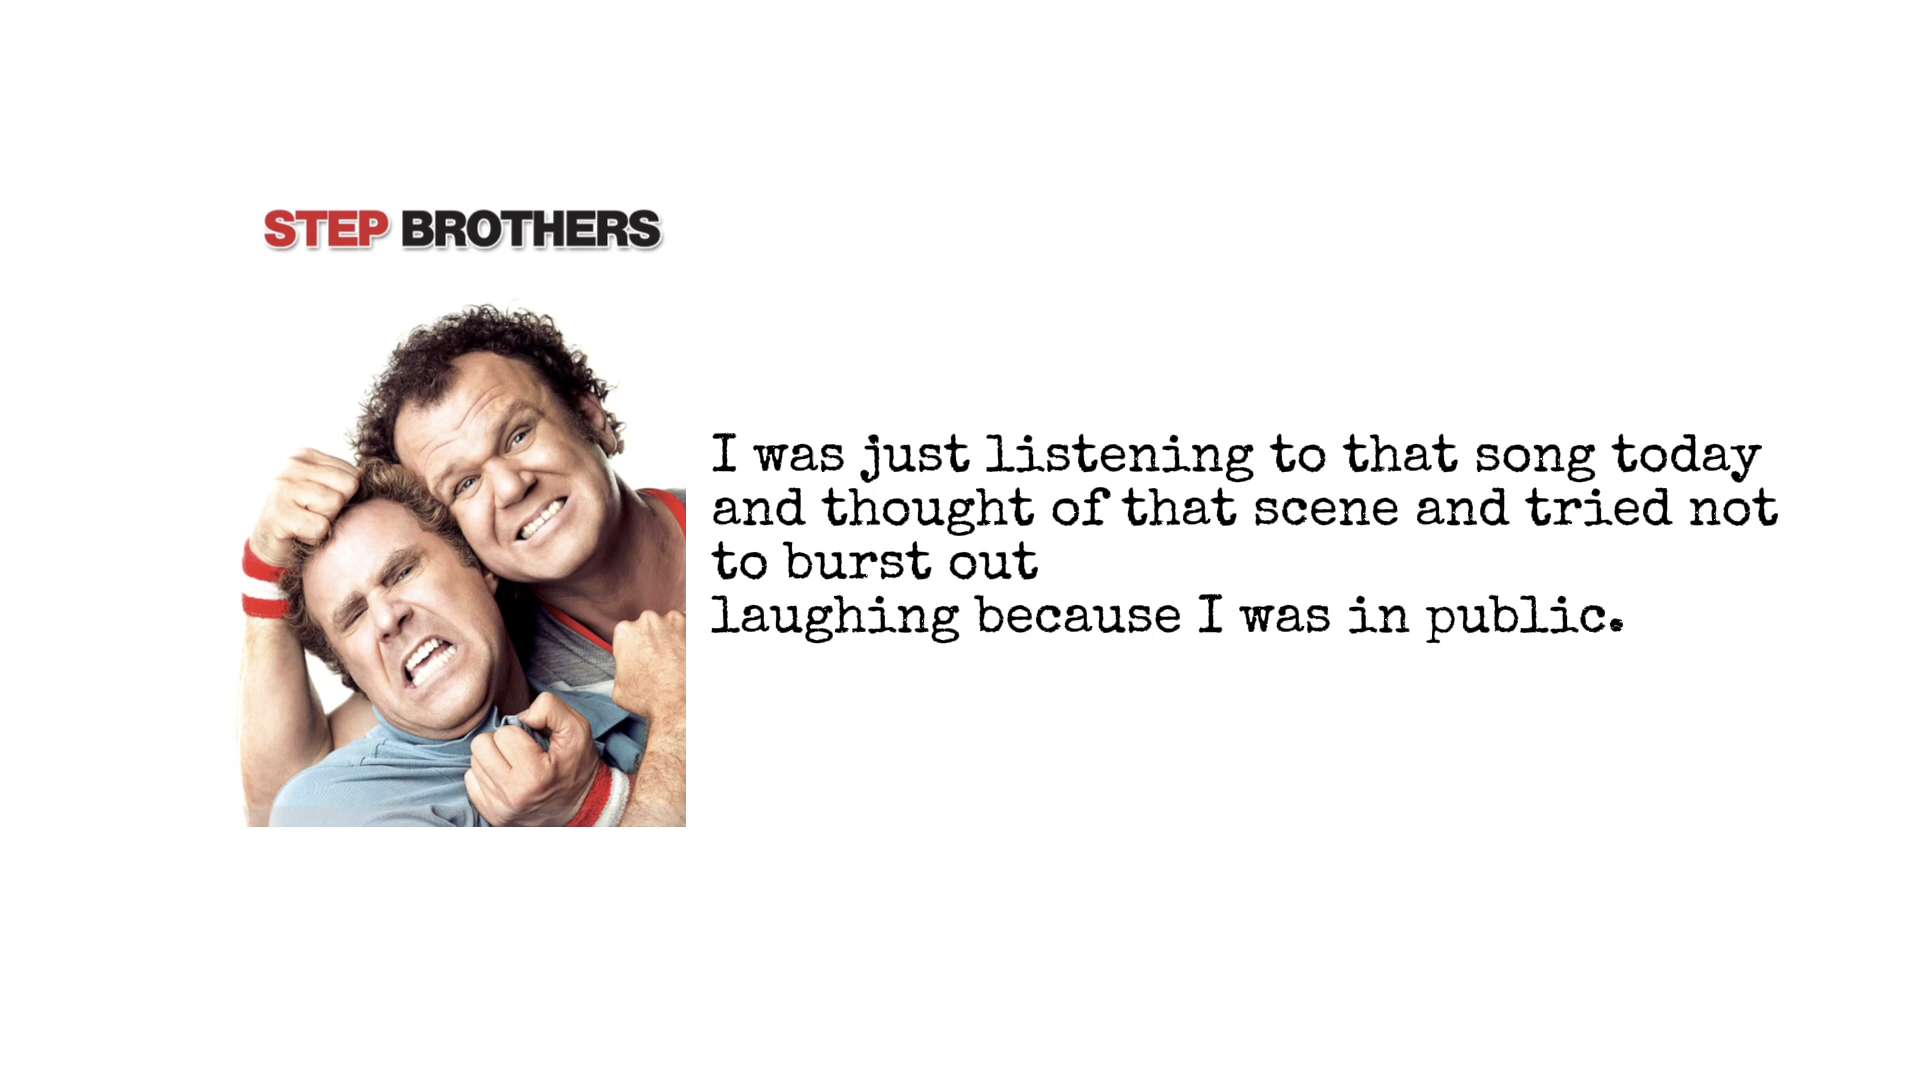 STEP BROTHERS
I was just listening to that song today
and thought of that scene and tried not
to burst out
laughing because I was in public.